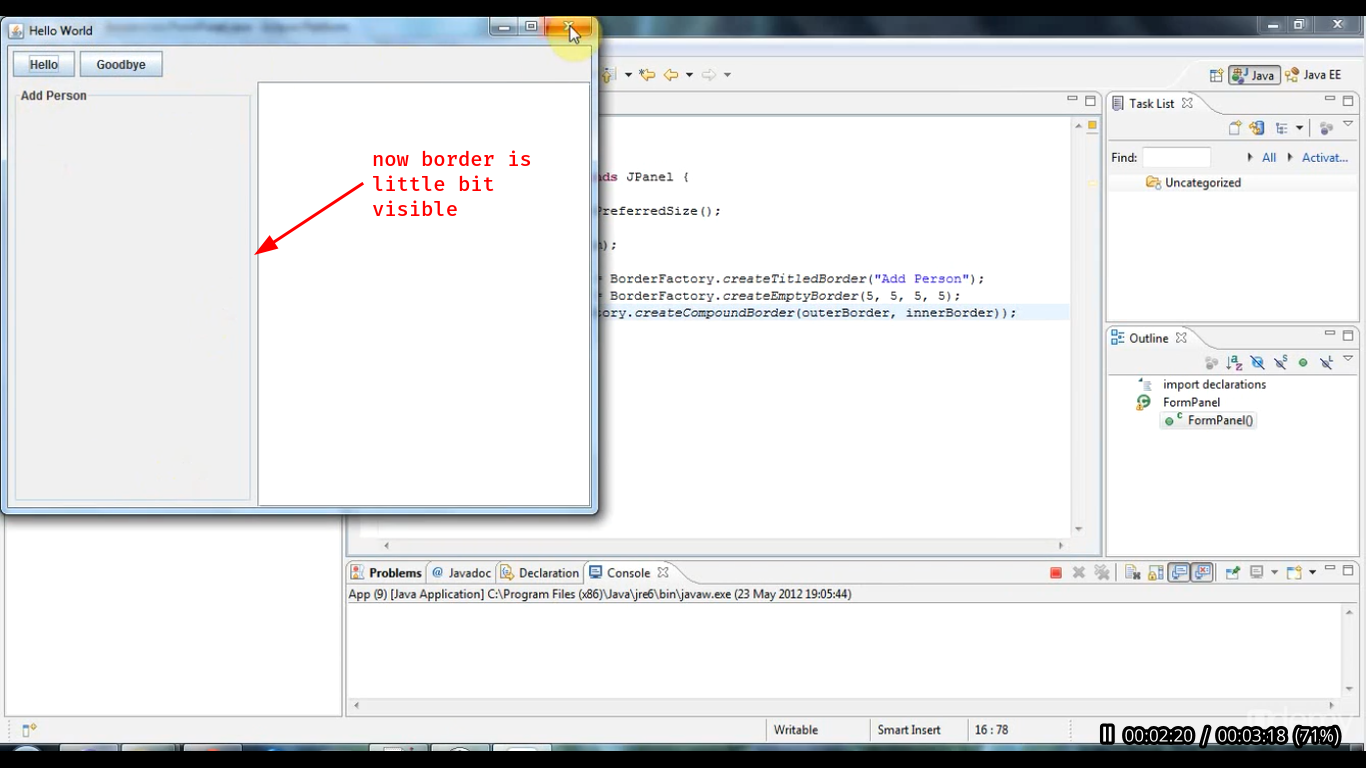 Hello World
Hello
Goodbye
Add Person
now border is
little bit
visible
Java
Java EE
Task List
Find:
All
Activat...
Uncategorized
ds JPanel {
PreferredSize();
);
= BorderFactory.createTitledBorder("Add Person");
= BorderFactory.createEmptyBorder(5, 5, 5, 5);
ory.createCompoundBorder(outerBorder, innerBorder));
Outline
import declarations
FormPanel
FormPanel()
Problems
@ Javadoc
Declaration
Console
App (9) [Java Application] C:\Program Files (x86)\Java\jre6\bin\javaw.exe (23 May 2012 19:05:44)
Writable
Smart Insert
16 : 78
00:02:20 / 00:03:18 (71%)